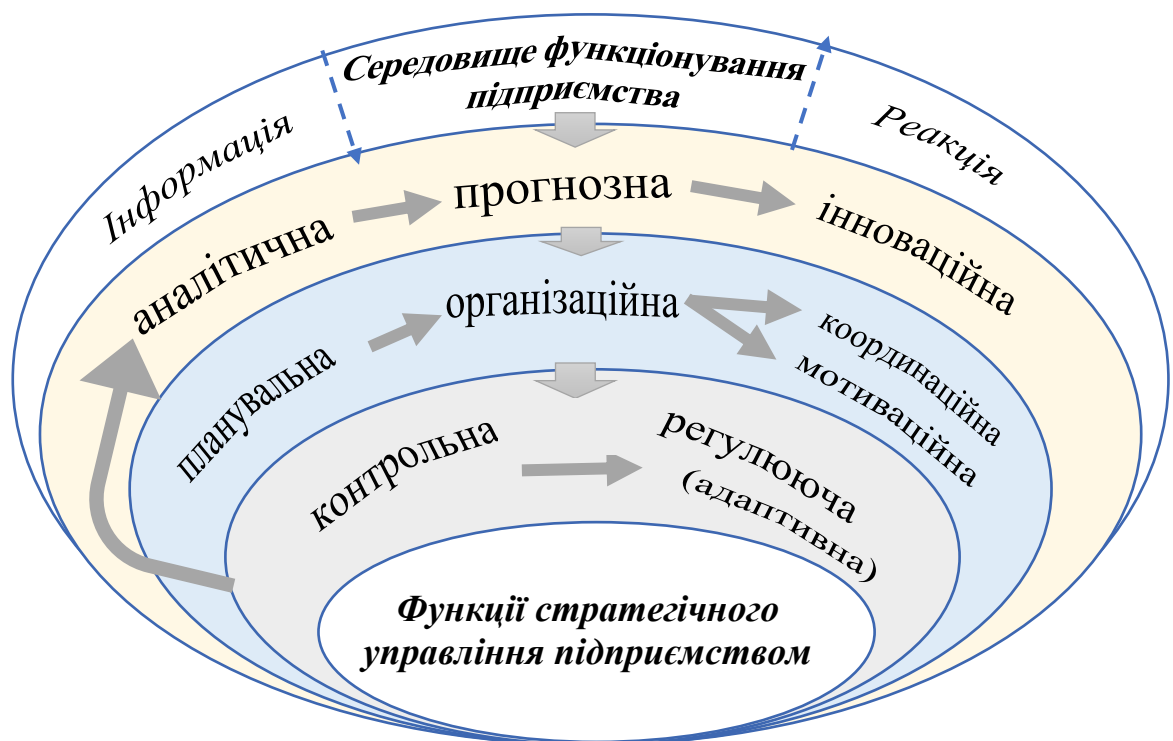 Середовище функціонування
підприємства
Інформація
Реакція
аналітична
прогнозна
інноваційна
планувальна
організаційна
координаційна
мотиваційна
контрольна
регулююча
(адаптивна)
Функції стратегічного
управління підприємством